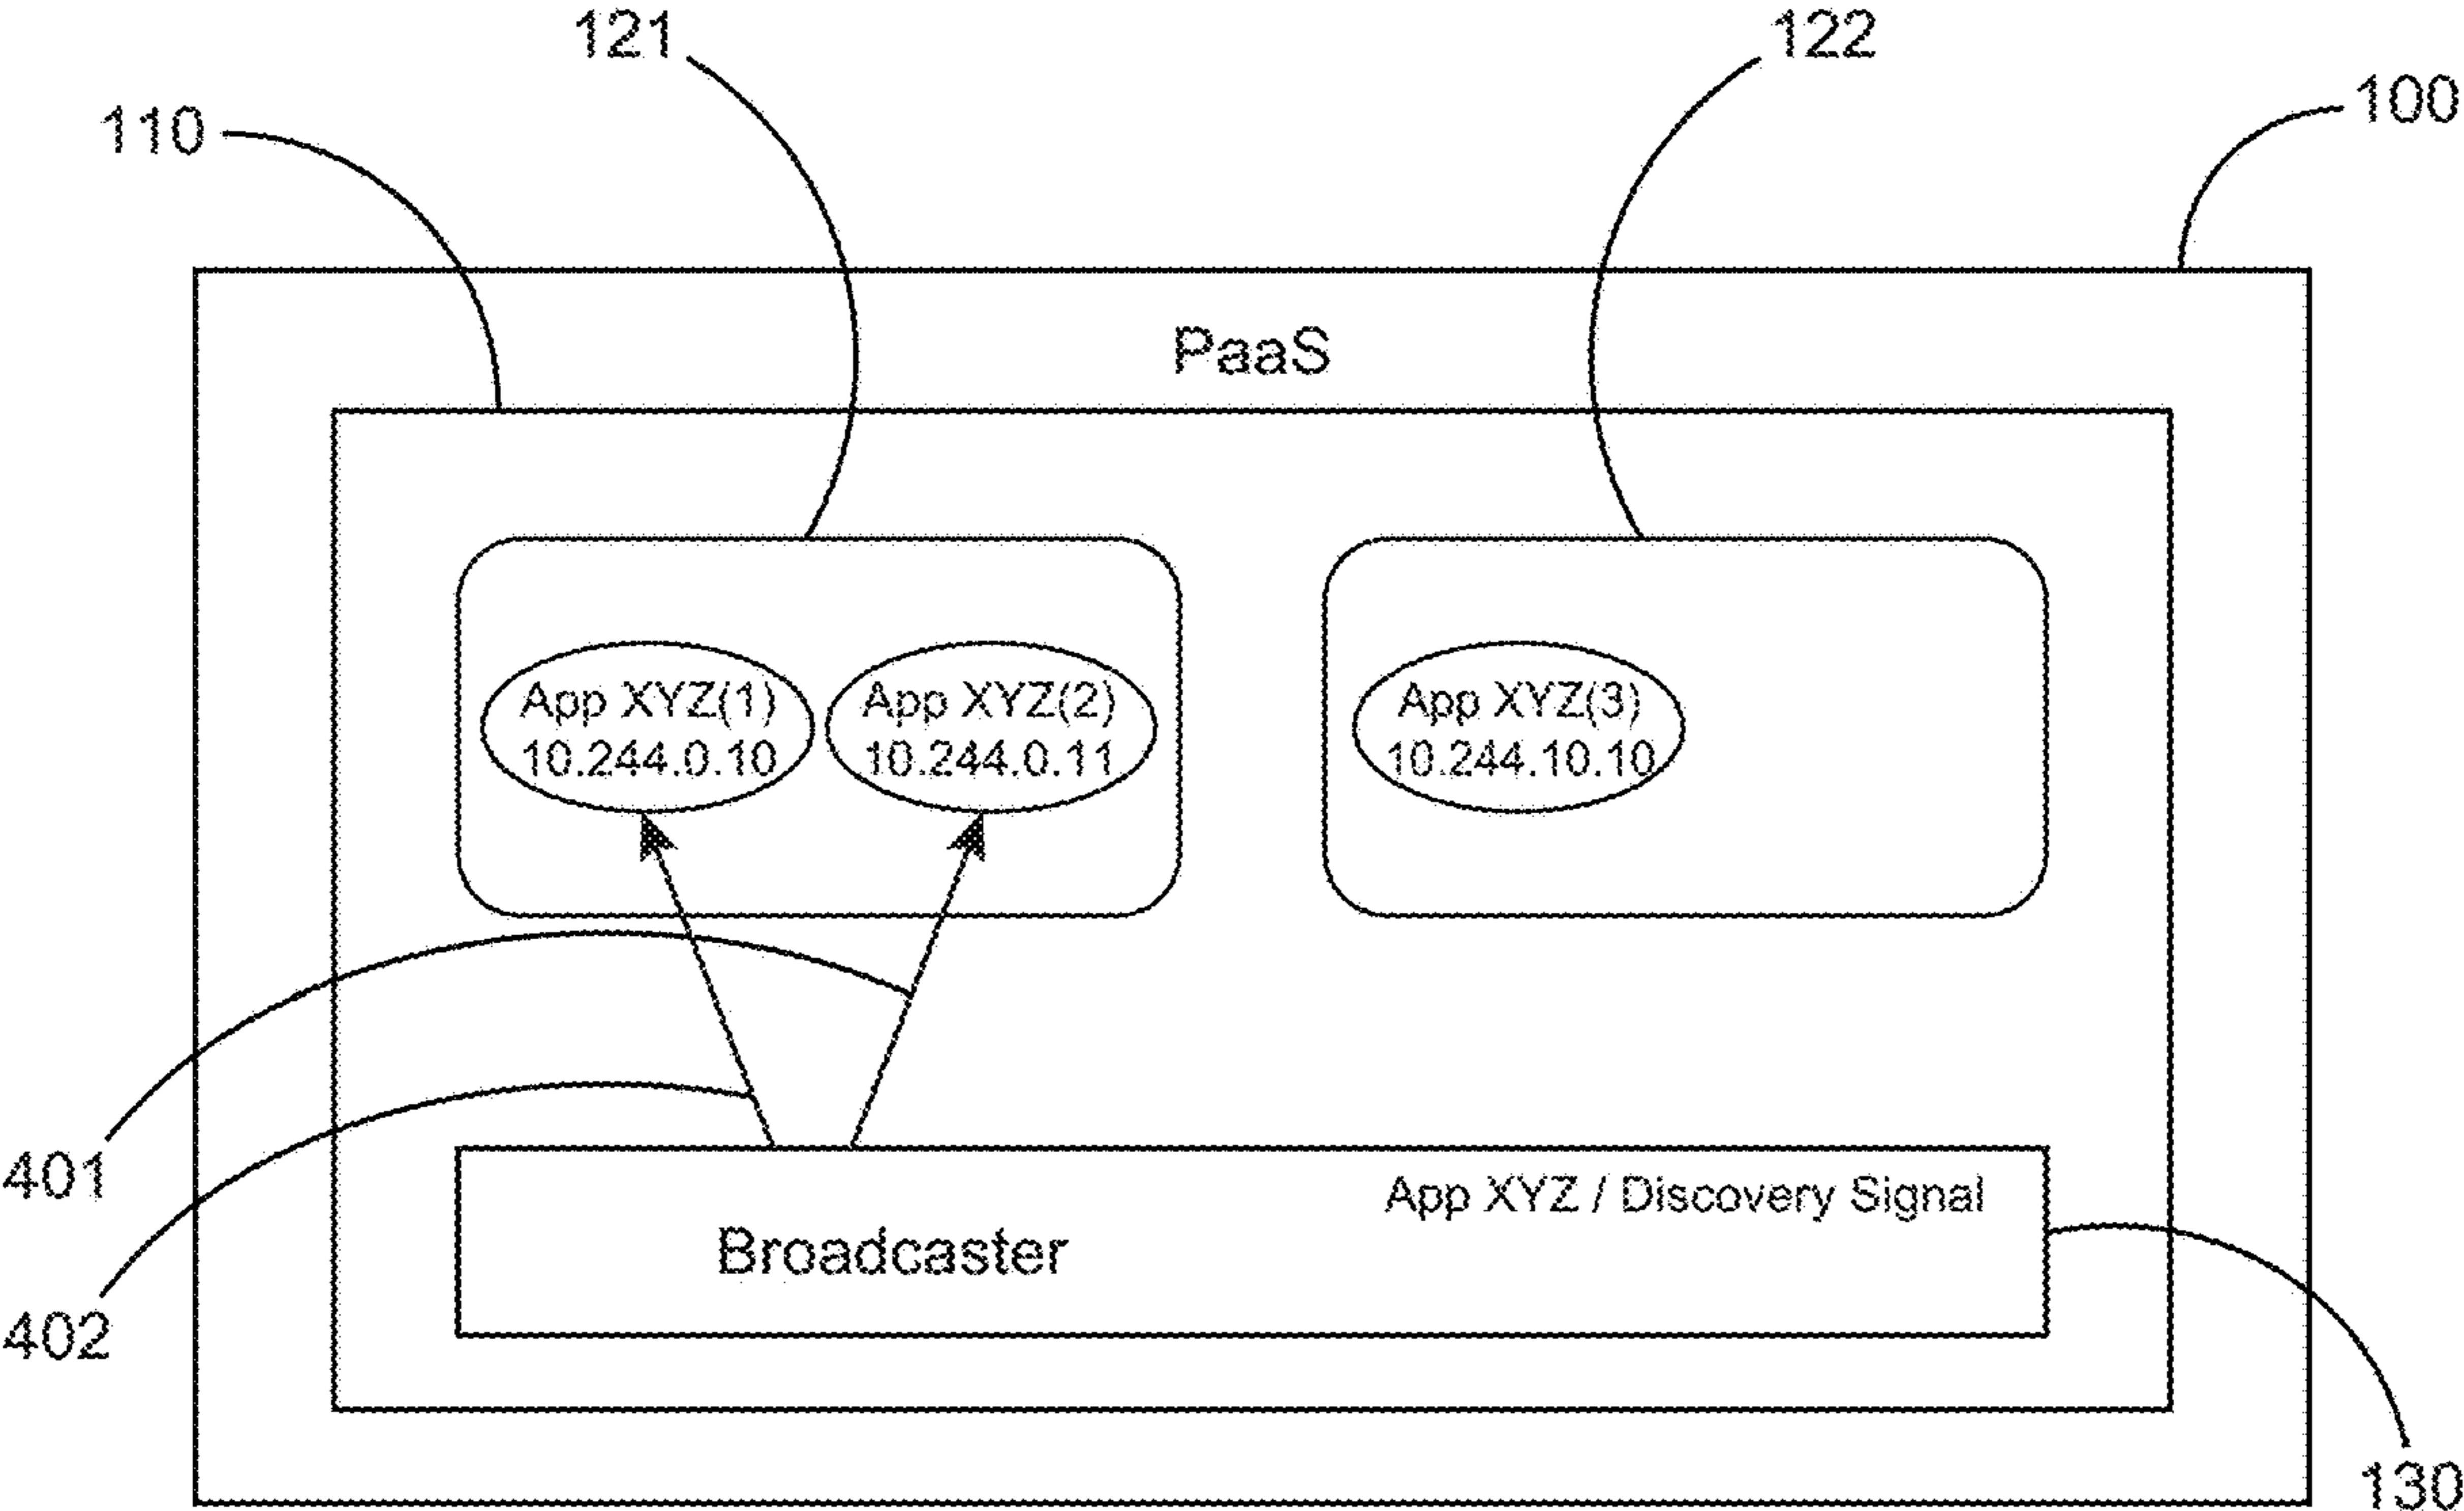 121
122
100
110
PaaS
App XYZ(1)
10.244.0.10
App XYZ(2)
10.244.0.11
App XYZ(3)
10.244.10.10
401
App XYZ / Discovery Signal
Broadcaster
402
130